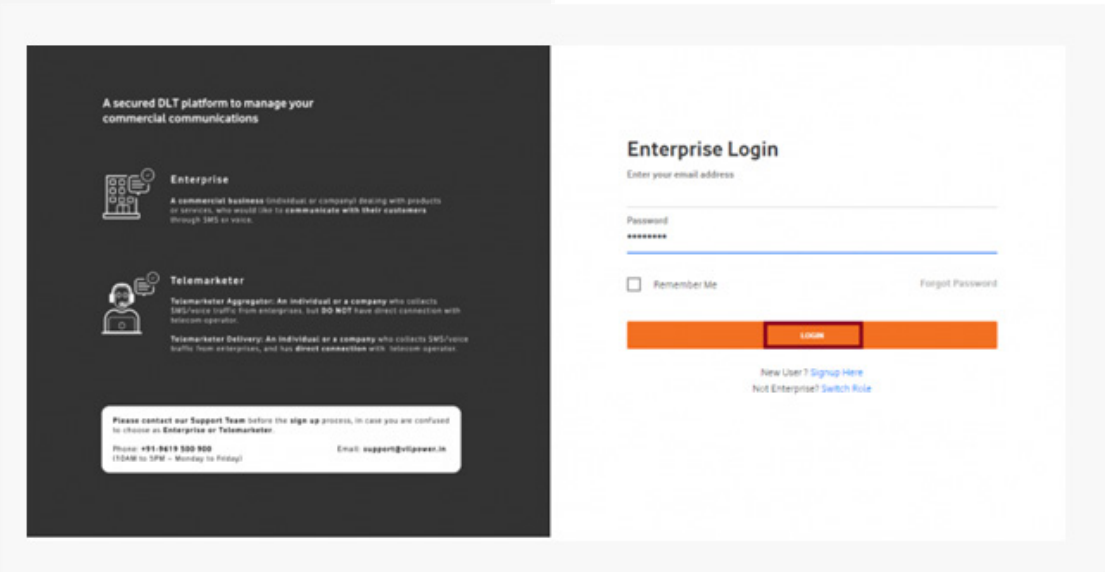 A secured DLT platform to manage your
commercial communications
Enterprise
A commercial business (individual or company) dealing with products
or services, who would like to communicate with their customers
through SMS or voice.
Telemarketer
Telemarketer Aggregator: An individual or a company who collects
SMS/voice traffic from enterprises, but DO NOT have direct connection with
telecom operator.
Telemarketer Delivery: An individual or a company who collects SMS/voice
traffic from enterprises, and has direct connection with telecom operator.
Please contact our Support Team before the sign up process, in case you are confused
to choose as Enterprise or Telemarketer.
Phone: +91-9619 500 900
(10AM to 5PM - Monday to Friday)
Email: support@vilpower.in
Enterprise Login
Enter your email address
Password
••••••••
Remember Me
Forgot Password
LOGIN
New User ? Signup Here
Not Enterprise? Switch Role